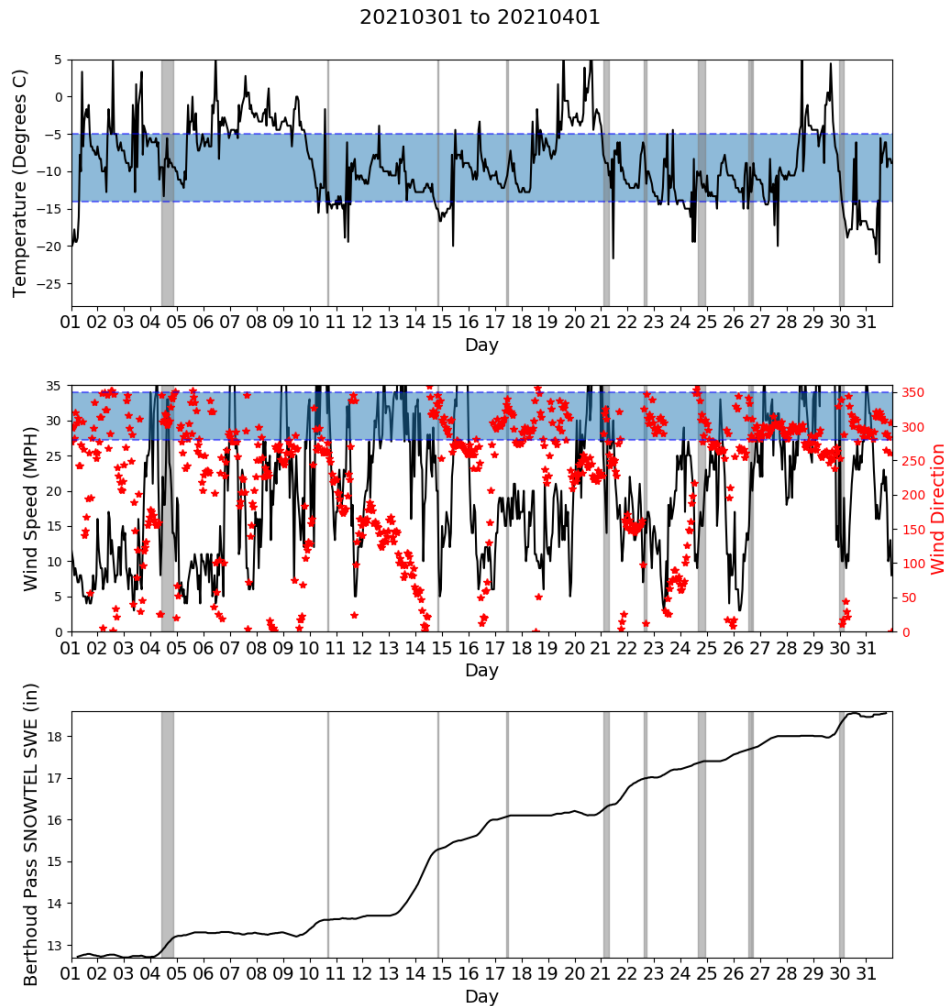 20210301 to 20210401
Temperature (Degrees C)
5
0
−5
−10
−15
−20
−25
01 02 03 04 05 06 07 08 09 10 11 12 13 14 15 16 17 18 19 20 21 22 23 24 25 26 27 28 29 30 31
Day
Wind Speed (MPH)
35
30
25
20
15
10
5
0
350
300
250
200
150
100
50
0
Wind Direction
01 02 03 04 05 06 07 08 09 10 11 12 13 14 15 16 17 18 19 20 21 22 23 24 25 26 27 28 29 30 31
Day
Berthoud Pass SNOWTEL SWE (in)
18
17
16
15
14
13
01 02 03 04 05 06 07 08 09 10 11 12 13 14 15 16 17 18 19 20 21 22 23 24 25 26 27 28 29 30 31
Day